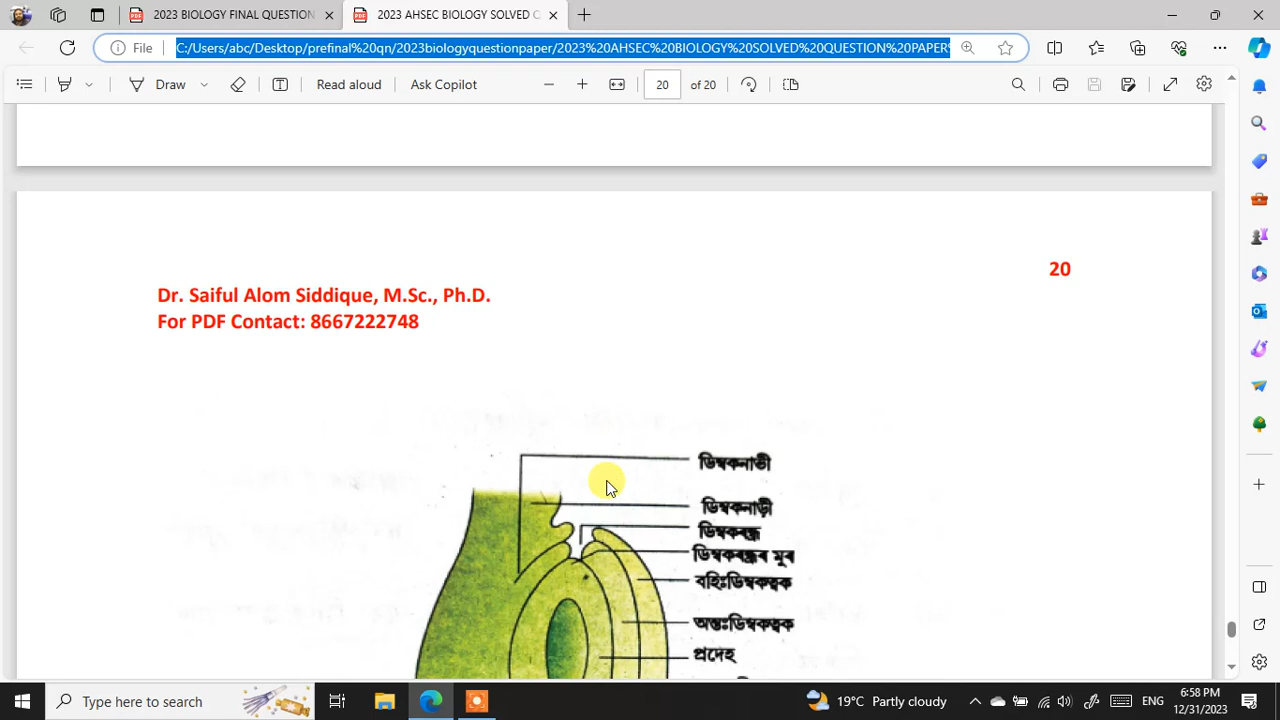 2023 BIOLOGY FINAL QUESTION
2023 AHSEC BIOLOGY SOLVED Q
File
C:/Users/abc/Desktop/prefinal%20qn/2023biologyquestionpaper/2023%20AHSEC%20BIOLOGY%20SOLVED%20QUESTION%20PAPER%
Draw
Read aloud
Ask Copilot
20
of 20
20
Dr. Saiful Alom Siddique, M.Sc., Ph.D.
For PDF Contact: 8667222748
ডিম্বকনাভী
ডিম্বকনাড়ী
ডিম্বকৰন্ধ্ৰ
ডিম্বকৰন্ধ্ৰৰ মূৰ
বহিঃডিম্বকত্বক
অন্তঃডিম্বকত্বক
প্ৰদেহ
Type here to search
19°C Partly cloudy
ENG
6:58 PM
12/31/2023